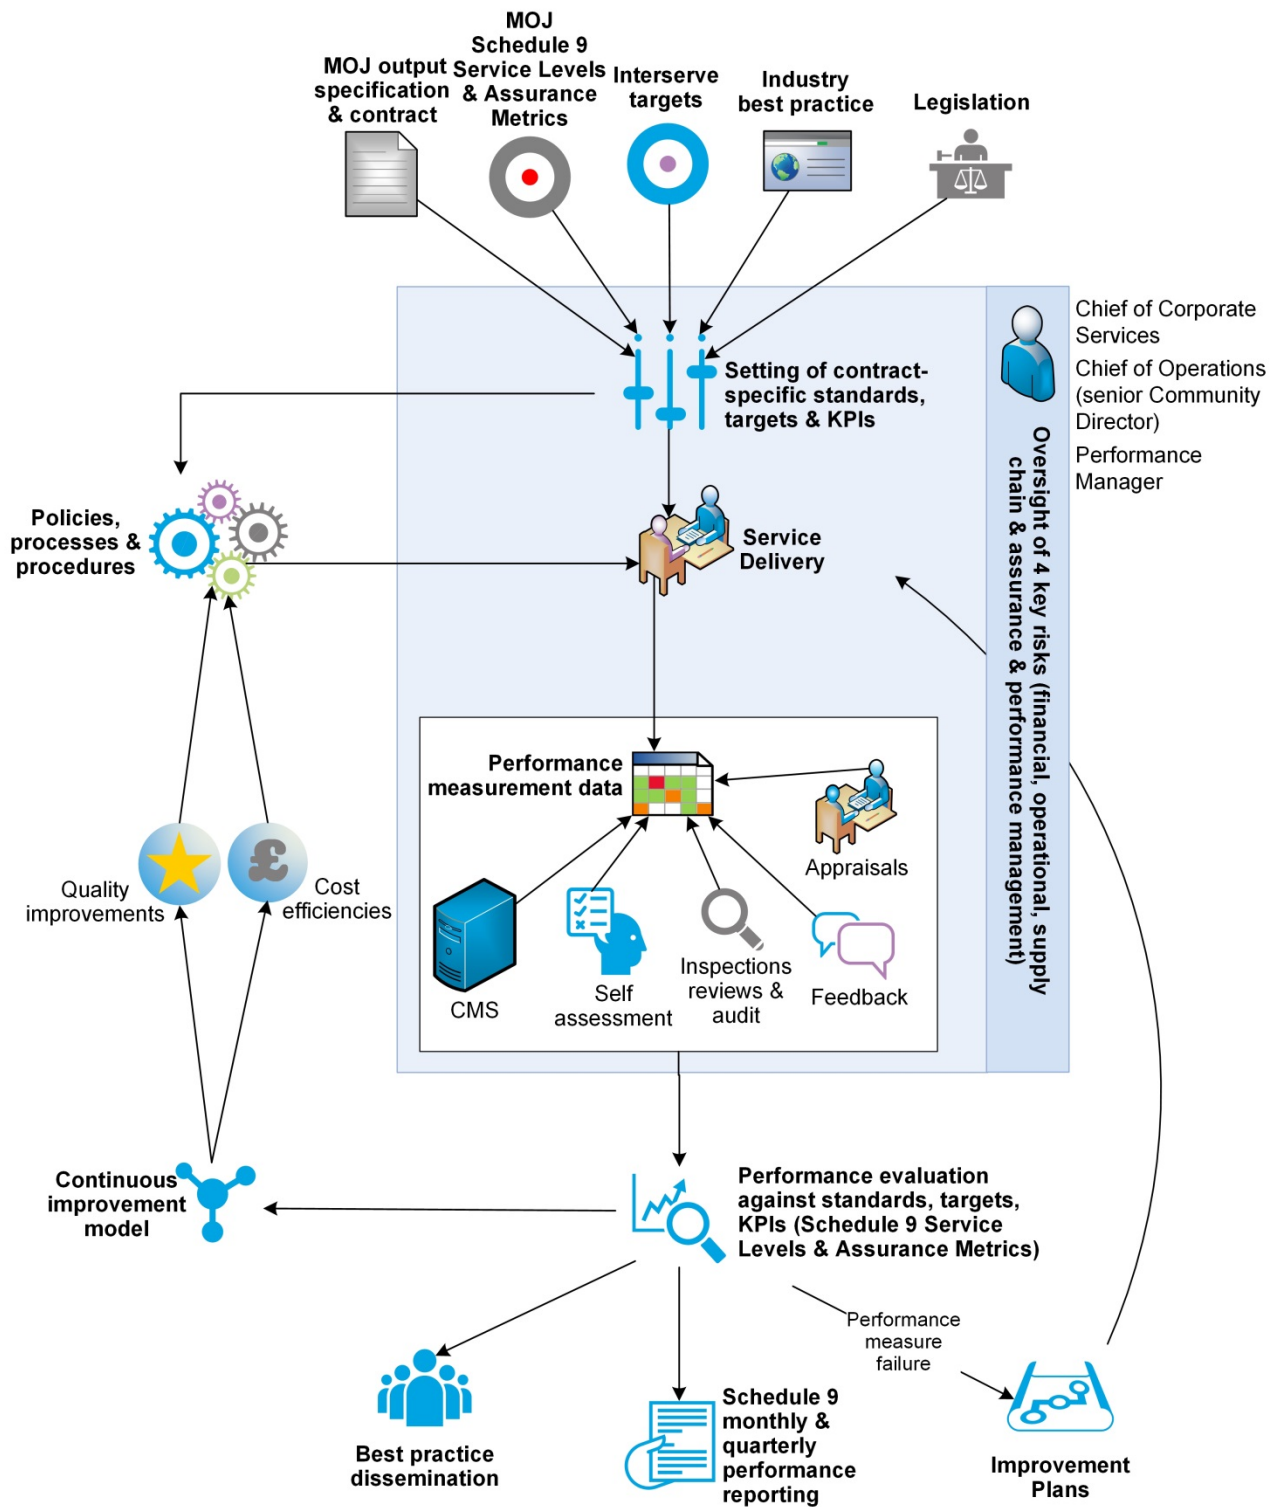 MOJ output
specification
& contract
MOJ
Schedule 9
Service Levels
& Assurance
Metrics
Interserve
targets
Industry
best practice
Legislation
Setting of contract-
specific standards,
targets & KPIs
Chief of Corporate
Services
Chief of Operations
(senior Community
Director)
Performance
Manager
Oversight of 4 key risks (financial, operational, supply
chain & assurance & performance management)
Policies,
processes &
procedures
Service
Delivery
Performance
measurement data
Appraisals
CMS
Self
assessment
Inspections
reviews &
audit
Feedback
Quality
improvements
Cost
efficiencies
Continuous
improvement
model
Performance evaluation
against standards, targets,
KPIs (Schedule 9 Service
Levels & Assurance Metrics)
Performance
measure
failure
Best practice
dissemination
Schedule 9
monthly &
quarterly
performance
reporting
Improvement
Plans